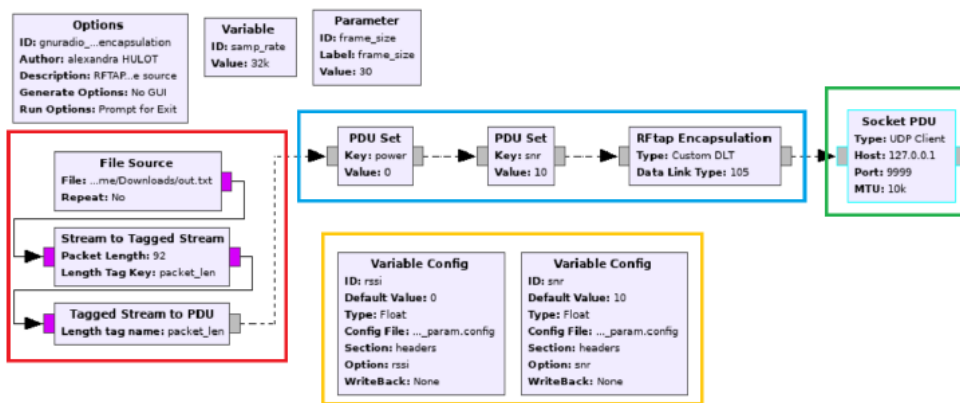 Options
ID: gnuradio_...encapsulation
Author: alexandra HULOT
Description: RFTAP...e source
Generate Options: No GUI
Run Options: Prompt for Exit
Variable
ID: samp_rate
Value: 32k
Parameter
ID: frame_size
Label: frame_size
Value: 30
File Source
File: ...me/Downloads/out.txt
Repeat: No
Stream to Tagged Stream
Packet Length: 92
Length Tag Key: packet_len
Tagged Stream to PDU
Length tag name: packet_len
PDU Set
Key: power
Value: 0
PDU Set
Key: snr
Value: 10
RFtap Encapsulation
Type: Custom DLT
Data Link Type: 105
Socket PDU
Type: UDP Client
Host: 127.0.0.1
Port: 9999
MTU: 10k
Variable Config
ID: rssi
Default Value: 0
Type: Float
Config File: ..._param.config
Section: headers
Option: rssi
WriteBack: None
Variable Config
ID: snr
Default Value: 10
Type: Float
Config File: ..._param.config
Section: headers
Option: snr
WriteBack: None